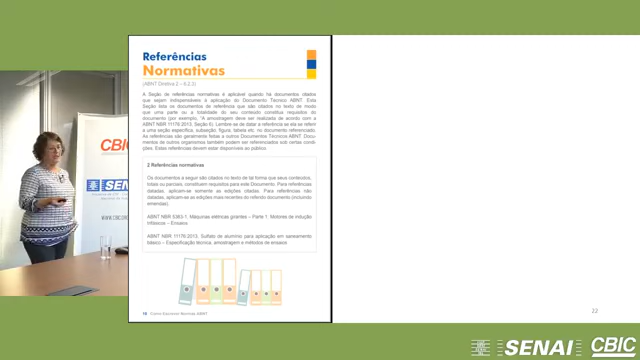 Referências
Normativas
(ABNT Diretiva 2 – 6.2.2)
A Seção de referências normativas é aplicável quando há documentos citados
que sejam indispensáveis à aplicação do Documento Técnico ABNT. Esta
Seção lista os documentos de referência que são citados no texto de modo
que uma parte ou a totalidade do seu conteúdo constitua requisitos do
documento (por exemplo, "A amostragem deve ser realizada de acordo com a
ABNT NBR 11176:2013, Seção 6). Lembre-se de datar a referência se ela se referir
a uma seção específica, subseção, figura, tabela etc, no documento referenciado.
As referências são geralmente feitas a outros Documentos Técnicos ABNT. Docu-
mentos de outros organismos também podem ser referenciados sob certas condi-
ções. Estas referências devem estar disponíveis ao público.
2 Referências normativas
Os documentos a seguir são citados no texto de tal forma que seus conteúdos,
totais ou parciais, constituem requisitos para este Documento. Para referências
datadas, aplicam-se somente as edições citadas. Para referências não
datadas, aplicam-se as edições mais recentes do referido documento (incluindo
emendas).
ABNT NBR 5383-1, Máquinas elétricas girantes – Parte 1: Motores de indução
trifásicos – Ensaios
ABNT NBR 11176:2013, Sulfato de alumínio para aplicação em saneamento
básico – Especificação técnica, amostragem e métodos de ensaios
18 Como Escrever Normas ABNT
CBIC
SENAI
22
SENAI
CBIC